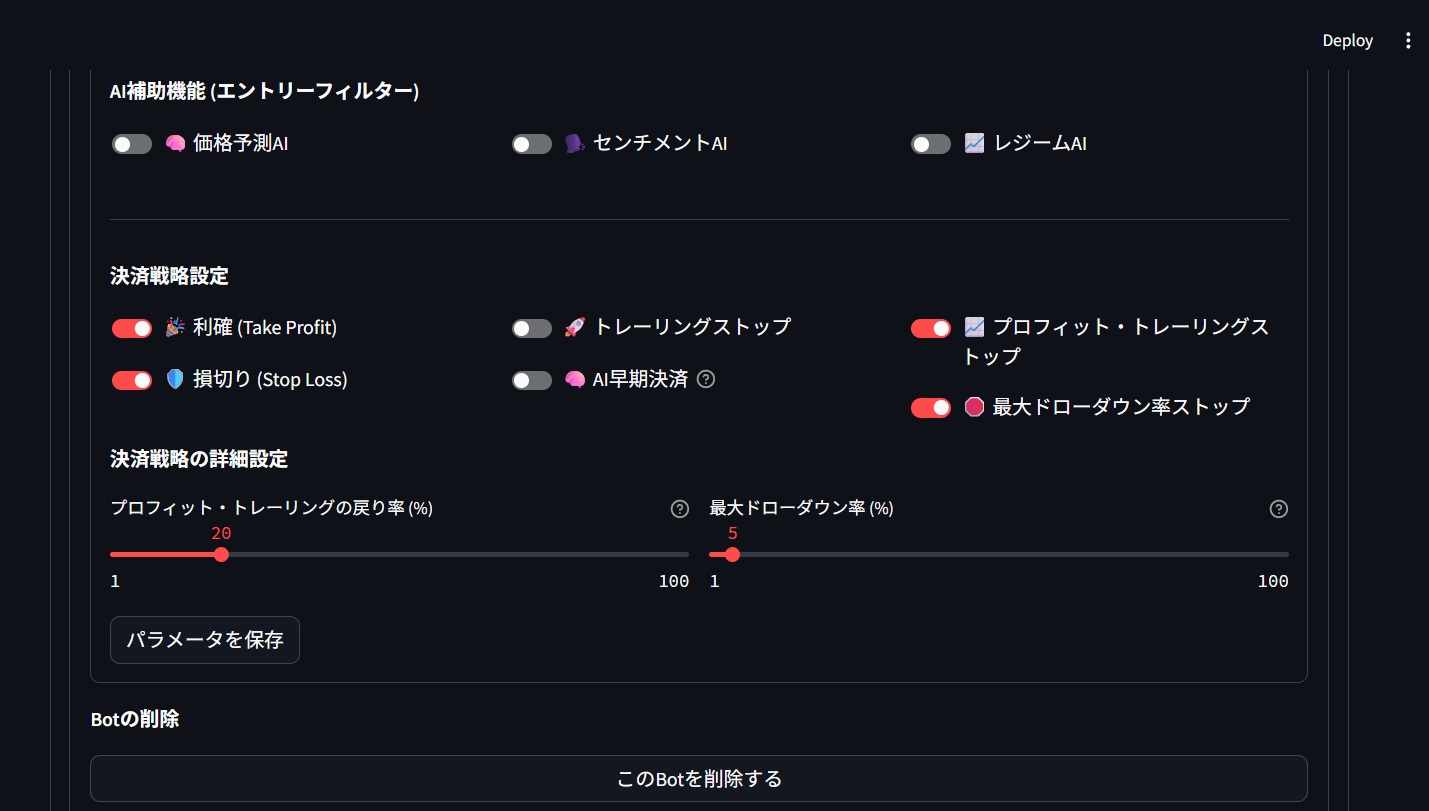 Deploy
AI補助機能 (エントリーフィルター)
🧠 価格予測AI
🗣 センチメントAI
📈 レジームAI
決済戦略設定
🎉 利確 (Take Profit)
🛡️ 損切り (Stop Loss)
🚀 トレーリングストップ
🧠 AI早期決済
📈 プロフィット・トレーリングス
トップ
🛑 最大ドローダウン率ストップ
決済戦略の詳細設定
プロフィット・トレーリングの戻り率 (%)
20
1 100
最大ドローダウン率 (%)
5
1 100
パラメータを保存
Botの削除
このBotを削除する